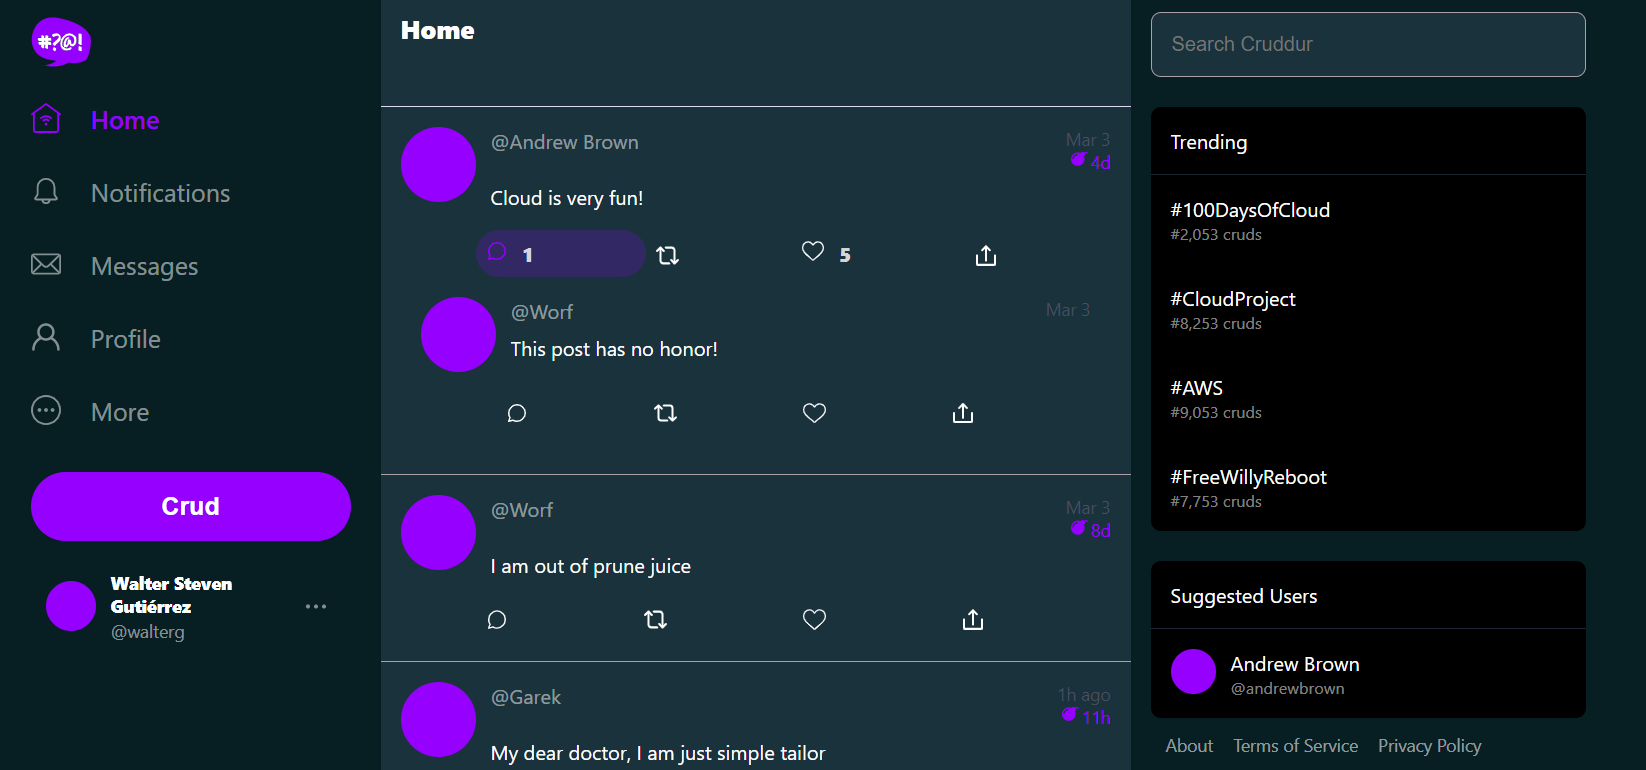 #?@!
Home
Notifications
Messages
Profile
More
Crud
Walter Steven
Gutiérrez
@walterg
Home
@Andrew Brown
Mar 3
4d
Cloud is very fun!
1
5
@Worf
Mar 3
This post has no honor!
@Worf
Mar 3
8d
I am out of prune juice
@Garek
1h ago
11h
My dear doctor, I am just simple tailor
Search Cruddur
Trending
#100DaysOfCloud
#2,053 cruds
#CloudProject
#8,253 cruds
#AWS
#9,053 cruds
#FreeWillyReboot
#7,753 cruds
Suggested Users
Andrew Brown
@andrewbrown
About Terms of Service Privacy Policy